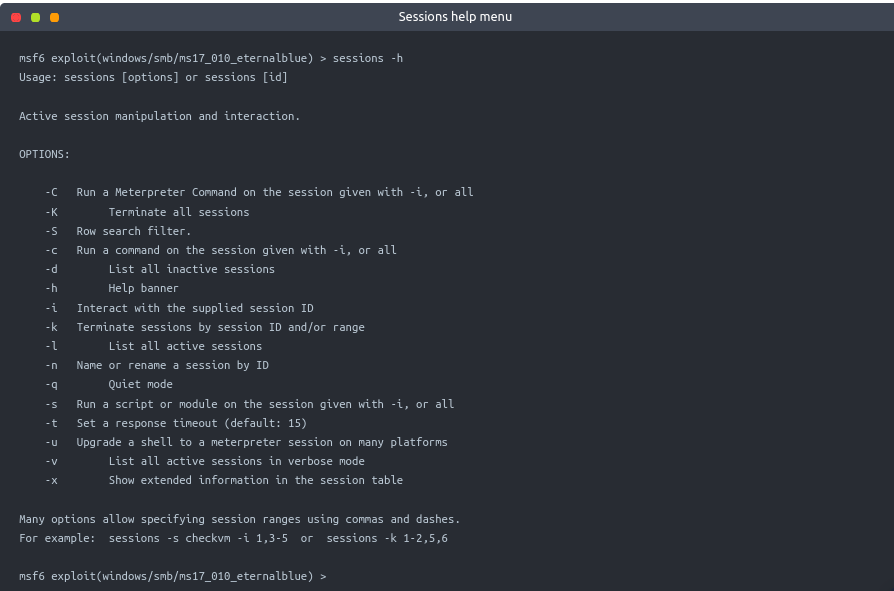 Sessions help menu
msf6 exploit(windows/smb/ms17_010_eternalblue) > sessions -h
Usage: sessions [options] or sessions [id]
Active session manipulation and interaction.
OPTIONS:
-C   Run a Meterpreter Command on the session given with -i, or all
-K        Terminate all sessions
-S   Row search filter.
-c   Run a command on the session given with -i, or all
-d        List all inactive sessions
-h        Help banner
-i   Interact with the supplied session ID
-k   Terminate sessions by session ID and/or range
-l        List all active sessions
-n   Name or rename a session by ID
-q        Quiet mode
-s   Run a script or module on the session given with -i, or all
-t   Set a response timeout (default: 15)
-u   Upgrade a shell to a meterpreter session on many platforms
-v        List all active sessions in verbose mode
-x        Show extended information in the session table
Many options allow specifying session ranges using commas and dashes.
For example:  sessions -s checkvm -i 1,3-5  or  sessions -k 1-2,5,6
msf6 exploit(windows/smb/ms17_010_eternalblue) >